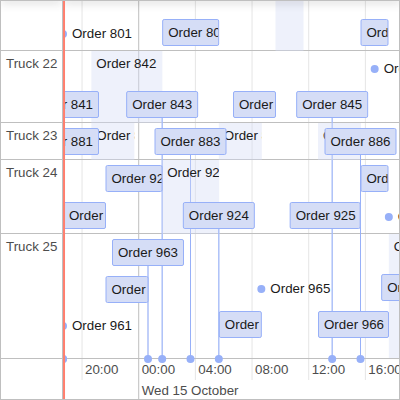 Order 801
Order 80
Ord
Truck 22
Order 842
Or
841
Order 843
Order
Order 845
Truck 23
881
Order
Order 883
Order
Order 886
Truck 24
Order 92
Order 92
Ord
Order
Order 924
Order 925
Truck 25
Order 963
Order
Order 965
Order 961
Order
Order 966
20:00
00:00
04:00
08:00
12:00
16:00
Wed 15 October